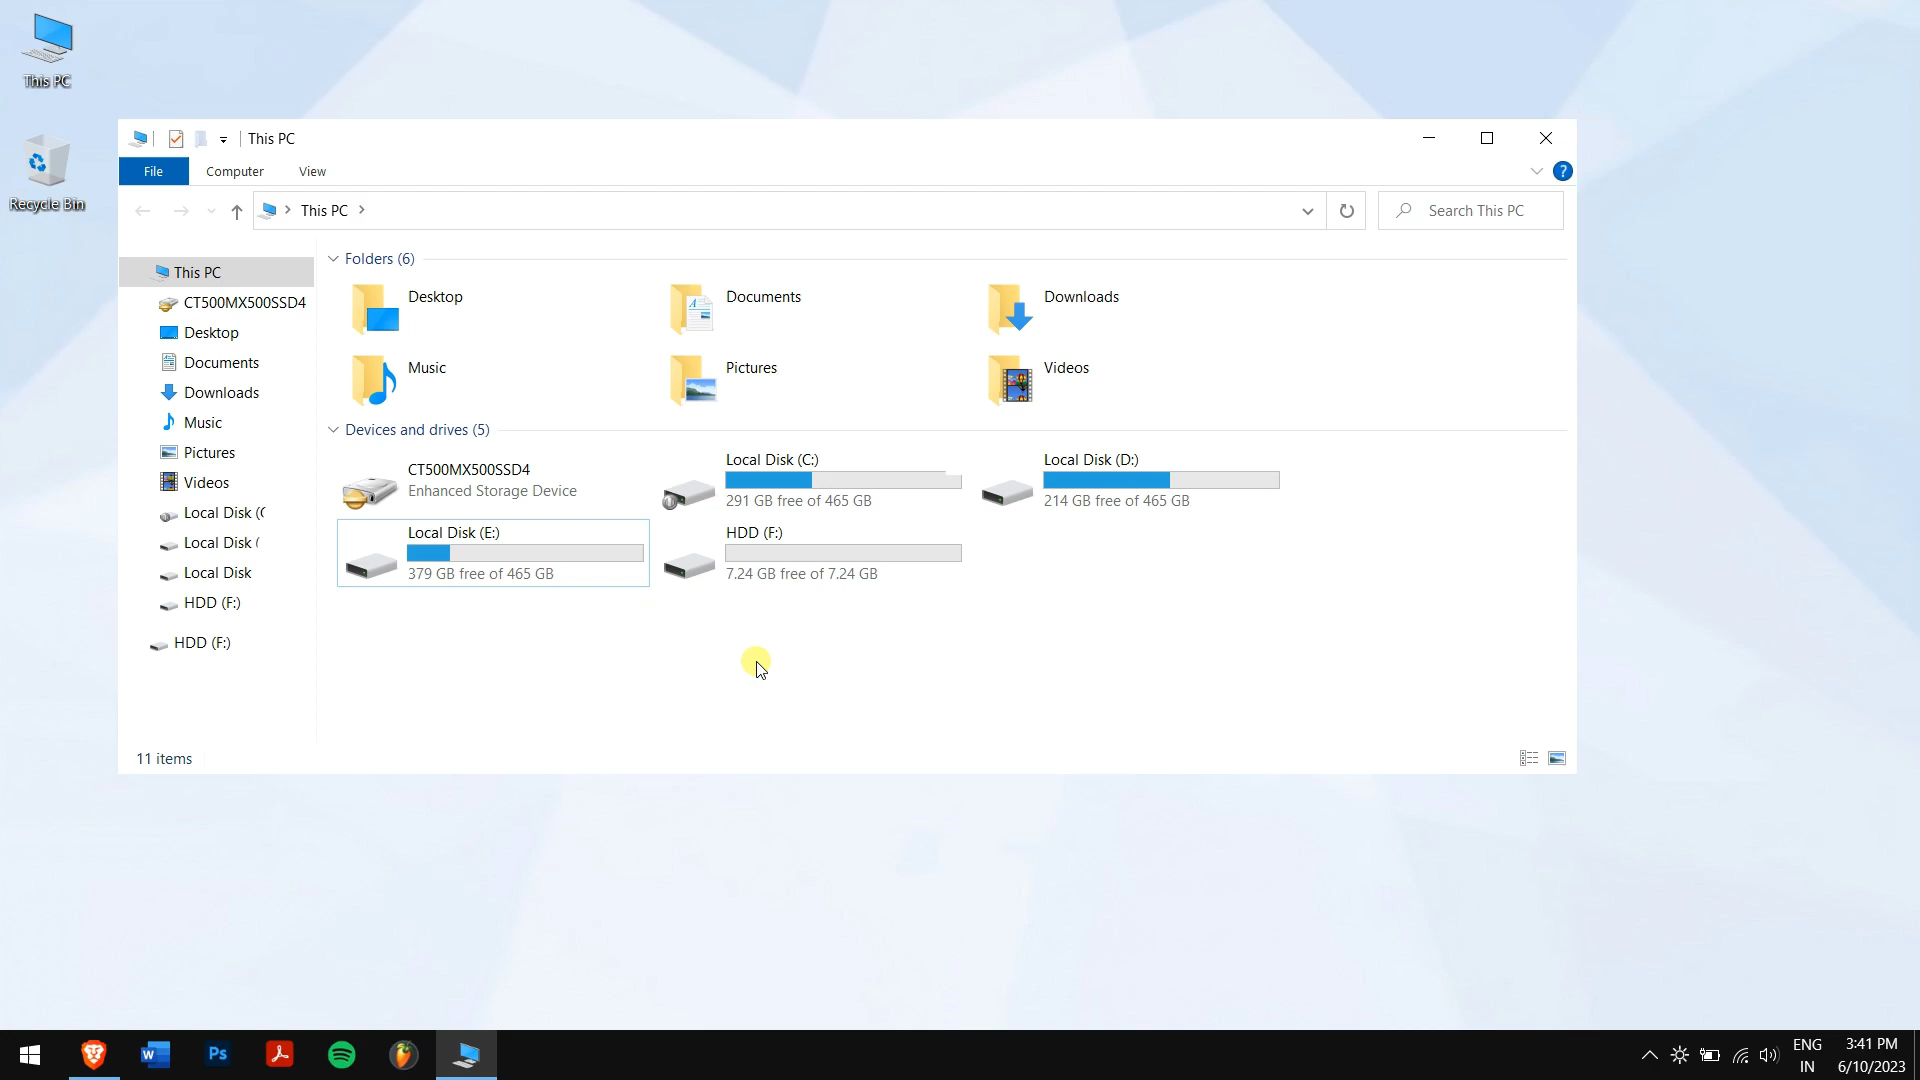 This PC
Recycle Bin
This PC
File
Computer
View
?
This PC
Search This PC
This PC
CT500MX500SSD4
Desktop
Documents
Downloads
Music
Pictures
Videos
Local Disk (C
Local Disk (
Local Disk
HDD (F:)
HDD (F:)
Folders (6)
Desktop
Documents
Downloads
Music
Pictures
Videos
Devices and drives (5)
CT500MX500SSD4
Enhanced Storage Device
Local Disk (C:)
291 GB free of 465 GB
Local Disk (D:)
214 GB free of 465 GB
Local Disk (E:)
379 GB free of 465 GB
HDD (F:)
7.24 GB free of 7.24 GB
11 items
W
Ps
ENG
IN
3:41 PM
6/10/2023